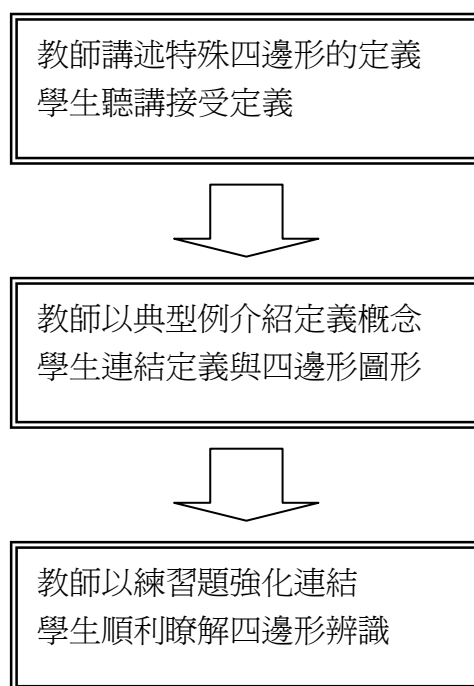 教師講述特殊四邊形的定義
學生聽講接受定義
教師以典型例介紹定義概念
學生連結定義與四邊形圖形
教師以練習題強化連結
學生順利瞭解四邊形辨識